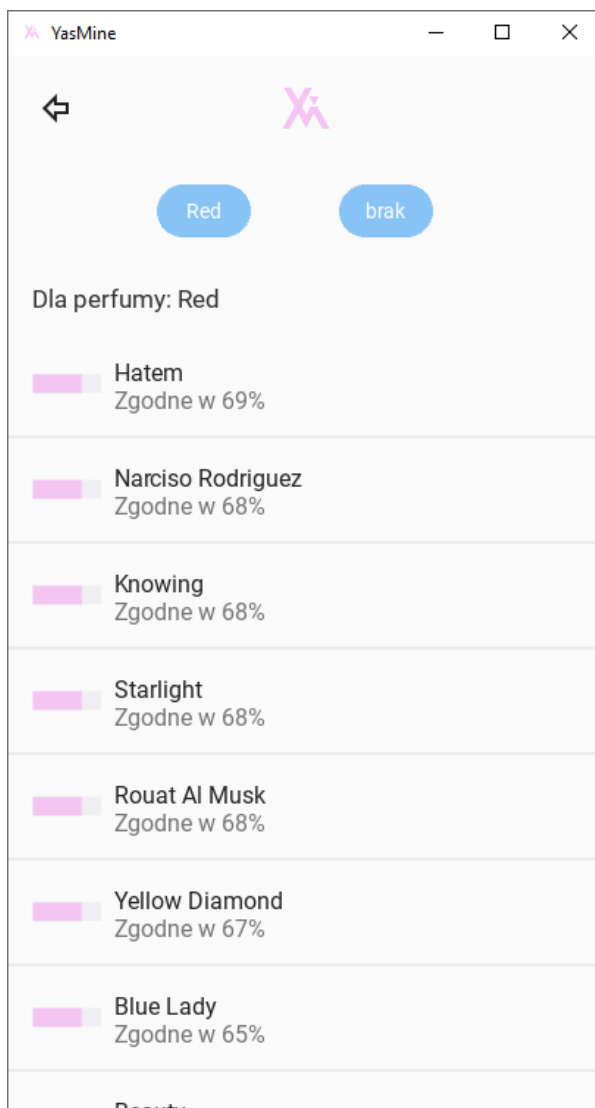 YasMine
Red
brak
Dla perfumy: Red
Hatem
Zgodne w 69%
Narciso Rodriguez
Zgodne w 68%
Knowing
Zgodne w 68%
Starlight
Zgodne w 68%
Rouat Al Musk
Zgodne w 68%
Yellow Diamond
Zgodne w 67%
Blue Lady
Zgodne w 65%